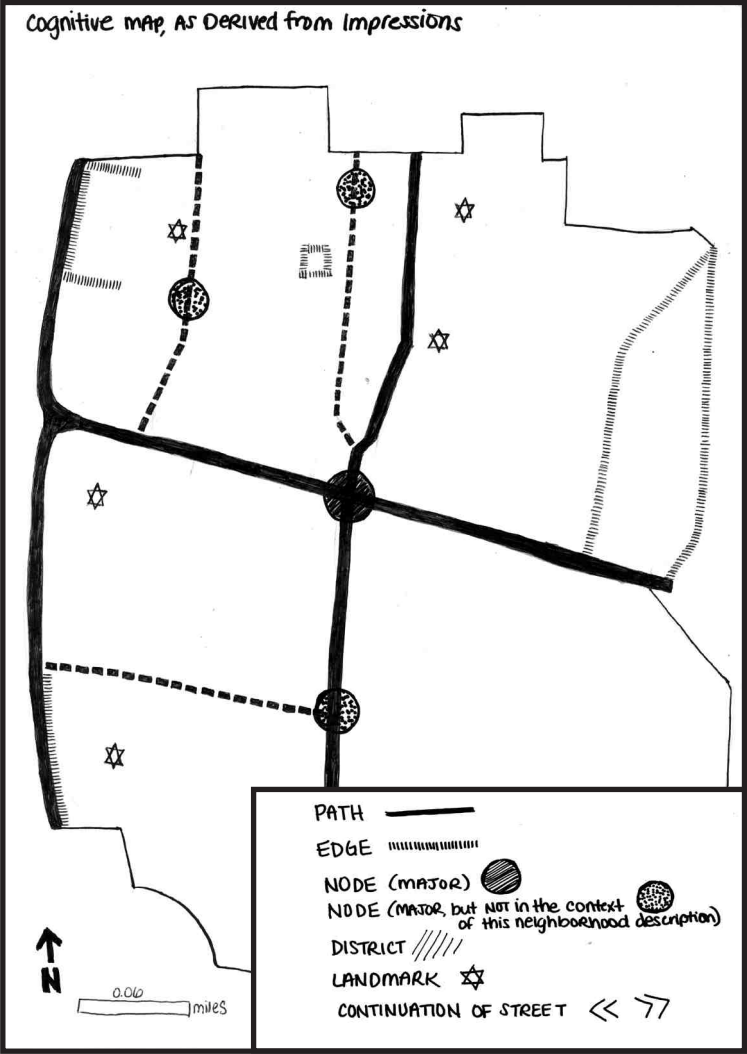 Cognitive MAP, AS DERIVED from IMPRESSIONS
PATH
EDGE
NODE (MAJOR)
NODE (MAJOR, but NOT in the context
of this neighborhood description)
DISTRICT
LANDMARK
CONTINUATION OF STREET << >>
N
0.06
miles